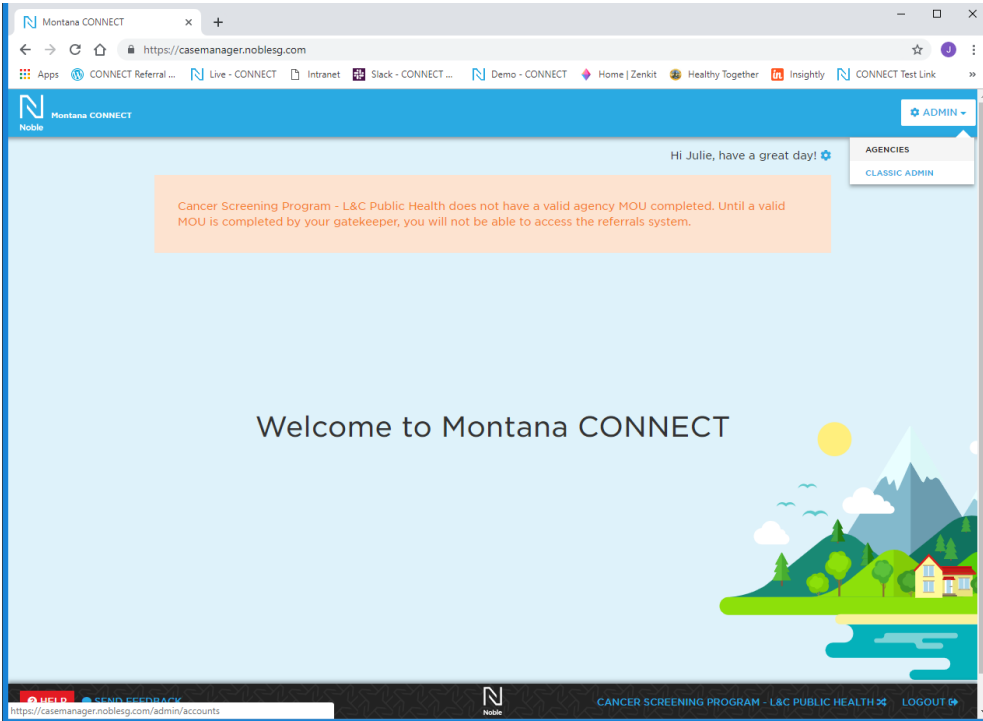 Montana CONNECT
https://casemanager.noblesg.com
J
Apps CONNECT Referral ... Live - CONNECT Intranet Slack - CONNECT ... Demo - CONNECT Home | Zenkit Healthy Together Insightly CONNECT Test Link »
Noble
Montana CONNECT
ADMIN
AGENCIES
CLASSIC ADMIN
Hi Julie, have a great day!
Cancer Screening Program - L&C Public Health does not have a valid agency MOU completed. Until a valid
MOU is completed by your gatekeeper, you will not be able to access the referrals system.
Welcome to Montana CONNECT
HELP SEND FEEDBACK
Noble
CANCER SCREENING PROGRAM - L&C PUBLIC HEALTH LOGOUT
https://casemanager.noblesg.com/admin/accounts